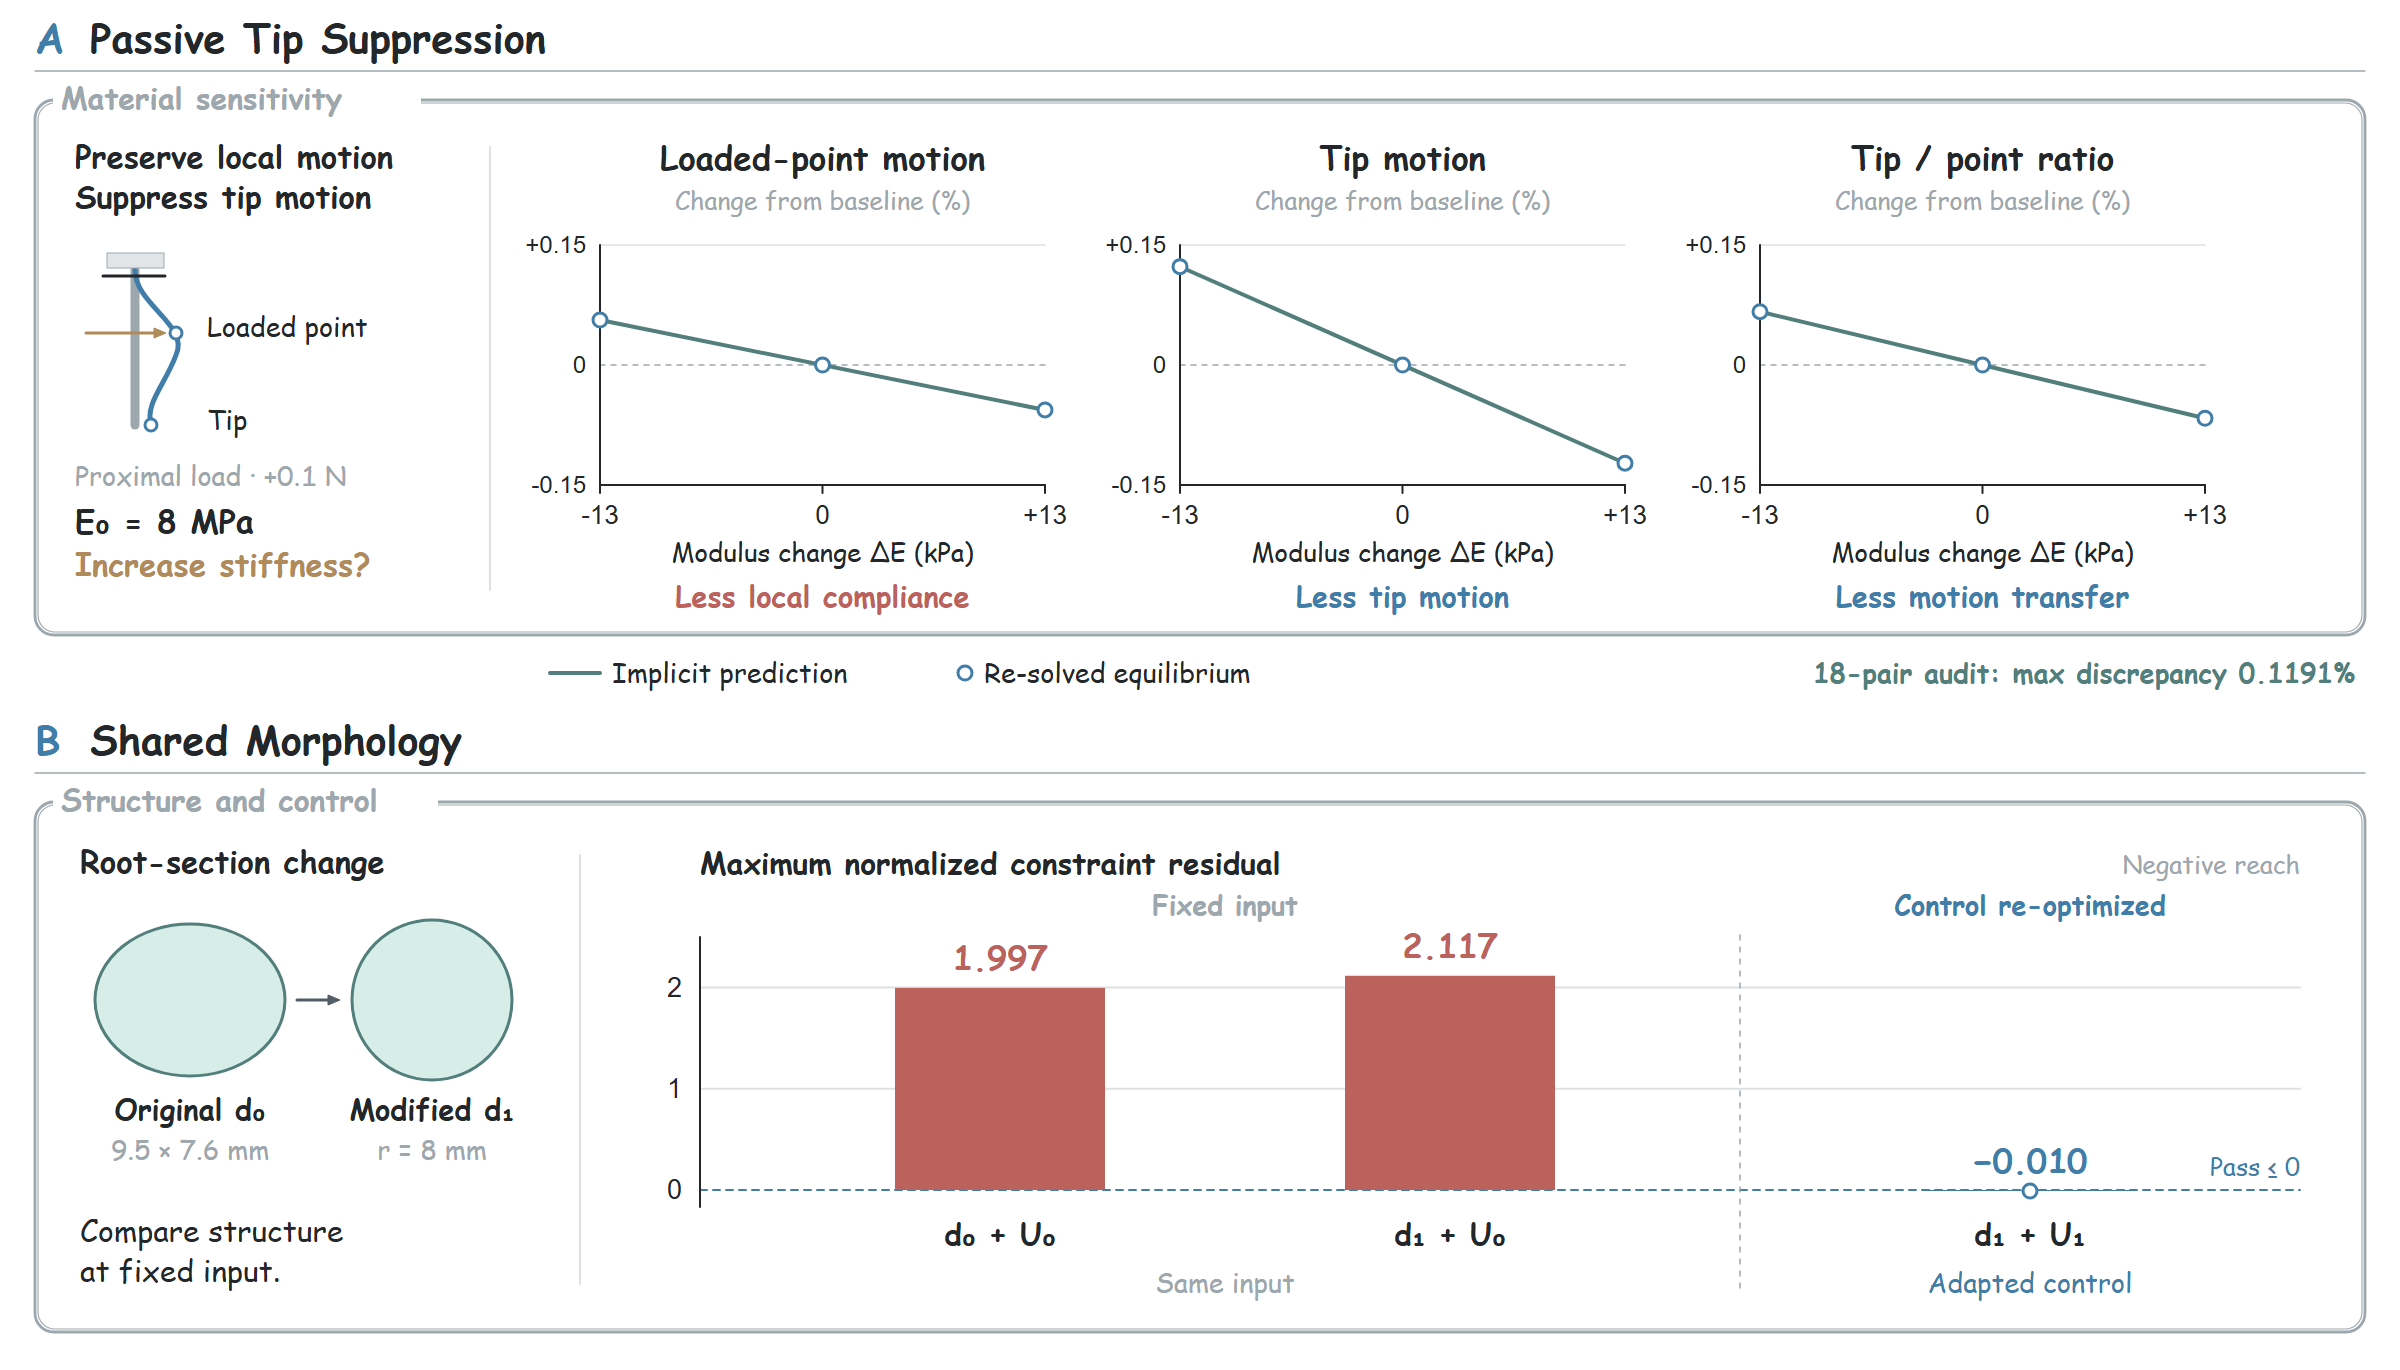 A Passive Tip Suppression
Material sensitivity
Preserve local motion
Suppress tip motion
Loaded point
Tip
Proximal load · +0.1 N
E₀ = 8 MPa
Increase stiffness?
Loaded-point motion
Change from baseline (%)
+0.15
0
-0.15
-13 0 +13
Modulus change ΔE (kPa)
Less local compliance
Tip motion
Change from baseline (%)
+0.15
0
-0.15
-13 0 +13
Modulus change ΔE (kPa)
Less tip motion
Tip / point ratio
Change from baseline (%)
+0.15
0
-0.15
-13 0 +13
Modulus change ΔE (kPa)
Less motion transfer
Implicit prediction
Re-solved equilibrium
18-pair audit: max discrepancy 0.1191%
B Shared Morphology
Structure and control
Root-section change
Original d₀
9.5 × 7.6 mm
Modified d₁
r = 8 mm
Compare structure
at fixed input.
Maximum normalized constraint residual
Negative reach
Fixed input
Control re-optimized
2
1
0
1.997
2.117
−0.010
Pass ≤ 0
d₀ + U₀
d₁ + U₀
d₁ + U₁
Same input
Adapted control